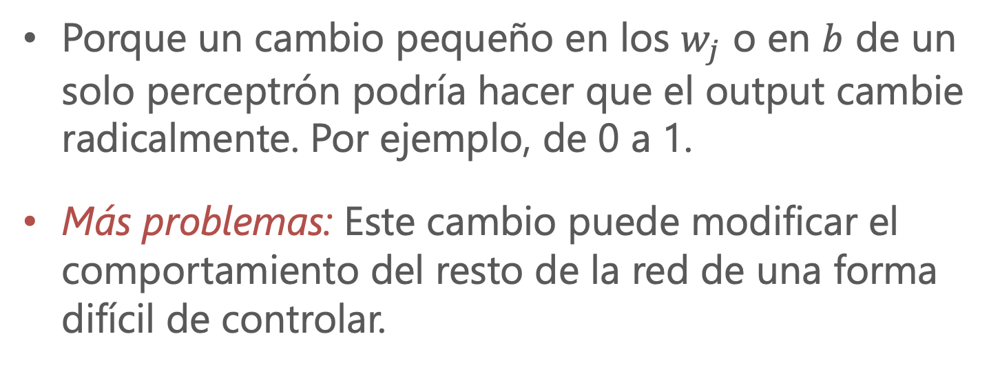 • Porque un cambio pequeño en los $w_j$ o en $b$ de un
solo perceptrón podría hacer que el output cambie
radicalmente. Por ejemplo, de 0 a 1.
• Más problemas: Este cambio puede modificar el
comportamiento del resto de la red de una forma
difícil de controlar.